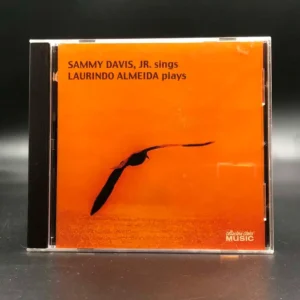 SAMMY DAVIS, JR. sings
LAURINDO ALMEIDA plays
MUSIC